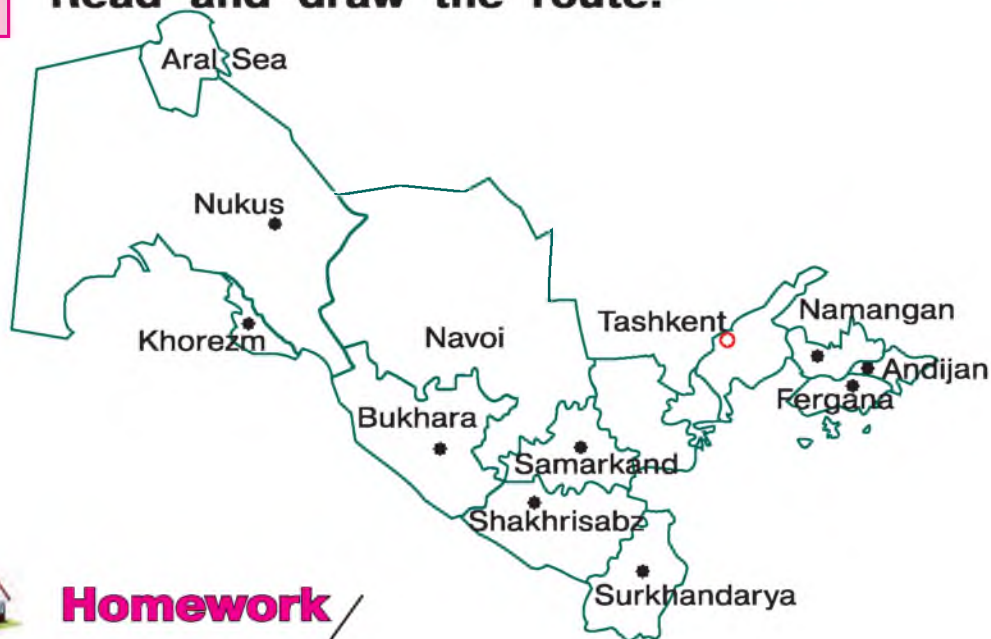 Read and draw the route.
Aral Sea
Nukus
Khorezm
Navoi
Tashkent
Namangan
Andijan
Fergana
Bukhara
Samarkand
Shakhrisabz
Surkhandarya
Homework